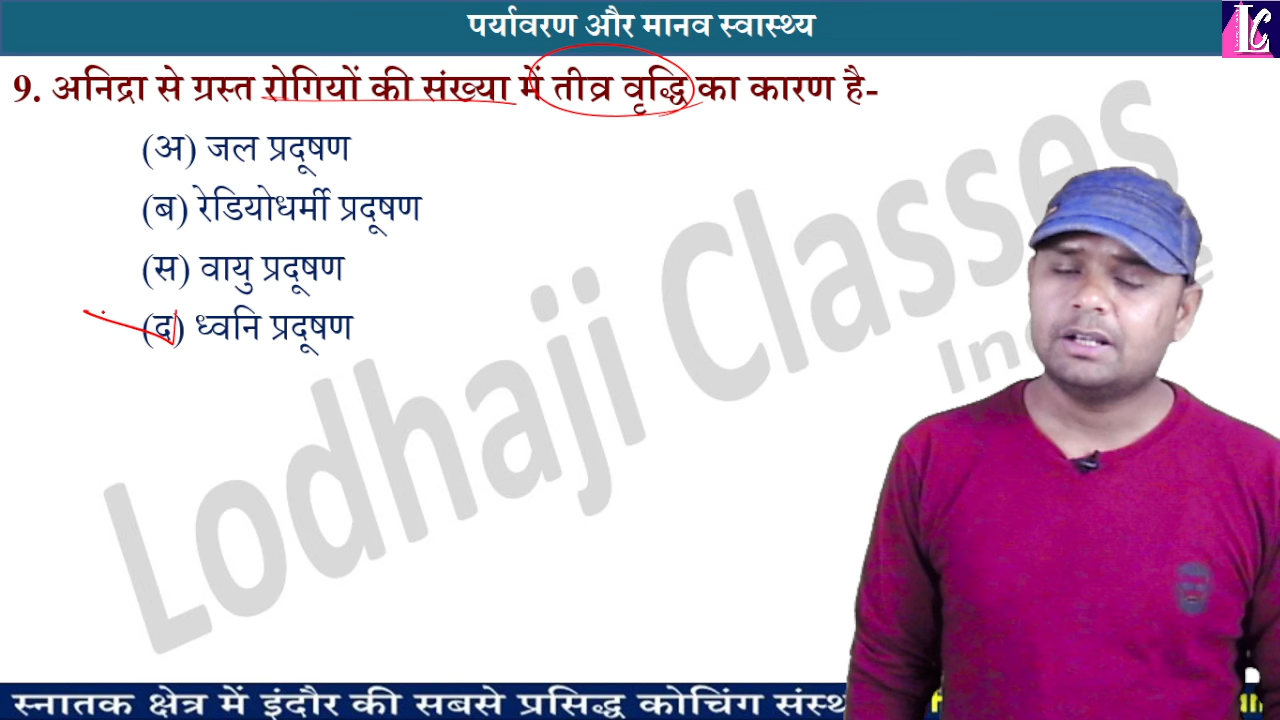 पर्यावरण और मानव स्वास्थ्य
LC
9. अनिद्रा से ग्रस्त रोगियों की संख्या में तीव्र वृद्धि का कारण है-
(अ) जल प्रदूषण
(ब) रेडियोधर्मी प्रदूषण
(स) वायु प्रदूषण
(द) ध्वनि प्रदूषण
Lodhaji Classes
स्नातक क्षेत्र में इंदौर की सबसे प्रसिद्ध कोचिंग